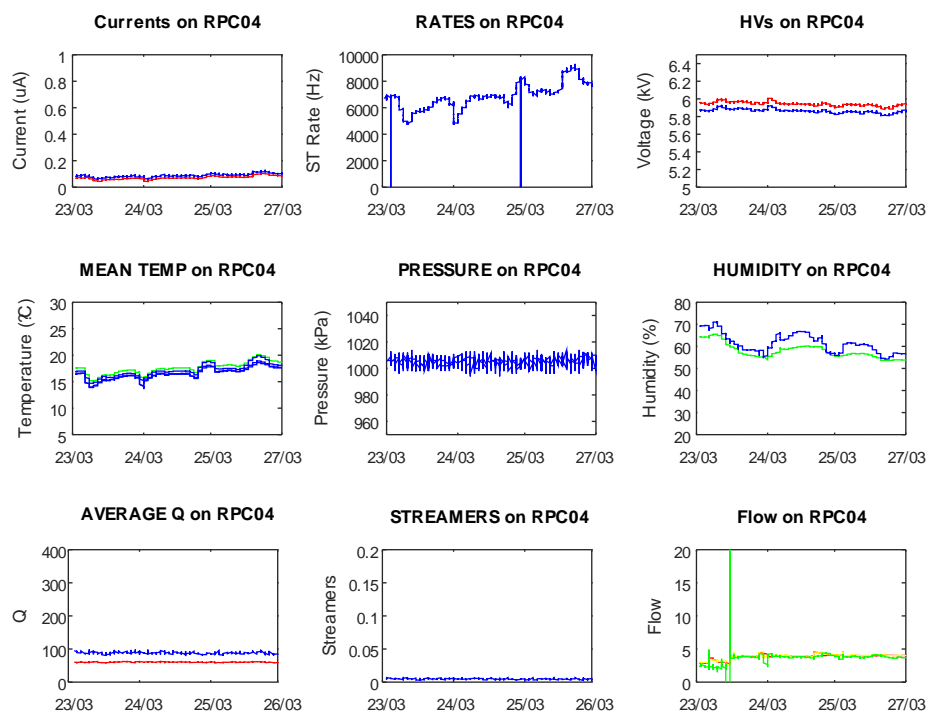 Currents on RPC04
Current (uA)
1
0.8
0.6
0.4
0.2
0
23/03 24/03 25/03 27/03
RATES on RPC04
ST Rate (Hz)
10000
8000
6000
4000
2000
0
23/03 24/03 25/03 27/03
HVs on RPC04
Voltage (kV)
6.4
6.2
6
5.8
5.6
5.4
5.2
5
23/03 24/03 25/03 27/03
MEAN TEMP on RPC04
Temperature (?C)
30
25
20
15
10
5
23/03 24/03 25/03 26/03
PRESSURE on RPC04
Pressure (kPa)
1040
1020
1000
980
960
23/03 24/03 25/03 27/03
HUMIDITY on RPC04
Humidity (%)
80
70
60
50
40
30
20
23/03 24/03 25/03 27/03
AVERAGE Q on RPC04
Q
400
300
200
100
0
23/03 24/03 25/03 26/03
STREAMERS on RPC04
Streamers
0.2
0.15
0.1
0.05
0
23/03 24/03 25/03 26/03
Flow on RPC04
Flow
20
15
10
5
0
23/03 24/03 25/03 27/03